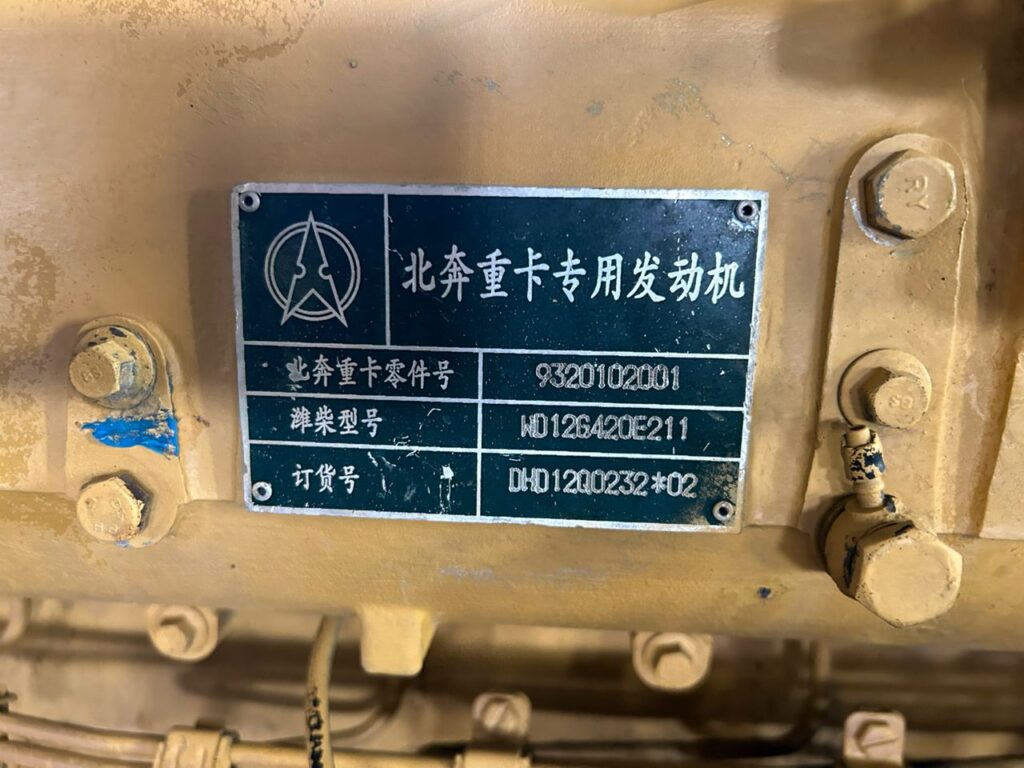 北奔重卡专用发动机
北奔重卡零件号 9320102001
潍柴型号 WD12G420E211
订货号 DHD12Q0232*02
RY